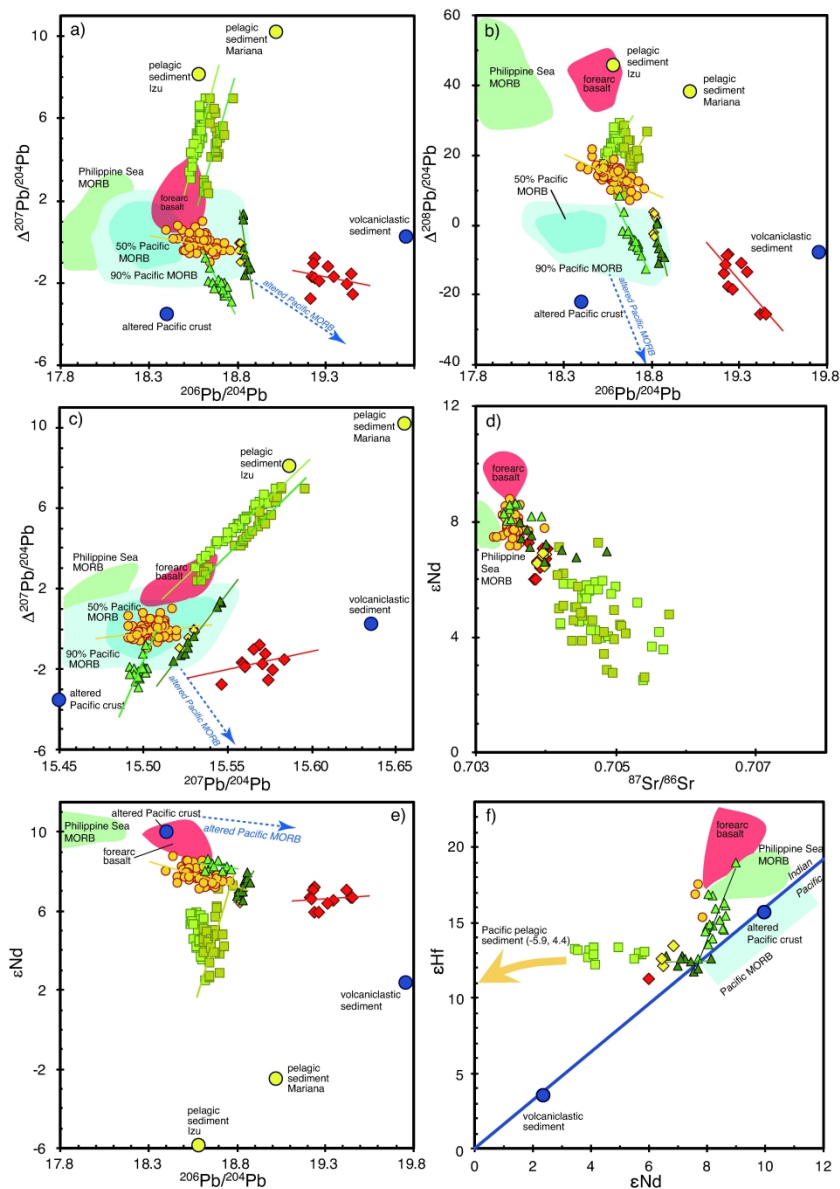 a)
10
6
2
-2
-6
Δ207Pb/204Pb
pelagic
sediment
Izu
pelagic
sediment
Mariana
Philippine Sea
MORB
forearc
basalt
50% Pacific
MORB
90% Pacific MORB
altered Pacific crust
altered Pacific MORB
volcaniclastic
sediment
17.8
18.3
18.8
19.3
206Pb/204Pb
b)
60
40
20
0
-20
-40
Δ208Pb/204Pb
Philippine Sea
MORB
forearc
basalt
pelagic
sediment Izu
pelagic
sediment
Mariana
50% Pacific
MORB
90% Pacific MORB
altered Pacific crust
altered Pacific MORB
volcaniclastic
sediment
17.8
18.3
18.8
19.3
19.8
206Pb/204Pb
c)
10
6
2
-2
-6
Δ207Pb/204Pb
pelagic
sediment
Mariana
pelagic
sediment
Izu
Philippine Sea
MORB
forearc
basalt
50% Pacific
MORB
90% Pacific
MORB
altered
Pacific crust
altered Pacific MORB
volcaniclastic
sediment
15.45
15.50
15.55
15.60
15.65
207Pb/204Pb
d)
12
8
4
0
εNd
forearc
basalt
Philippine
Sea
MORB
0.703
0.705
0.707
87Sr/86Sr
e)
10
6
2
-2
-6
εNd
altered Pacific crust
altered Pacific MORB
Philippine Sea
MORB
forearc
basalt
volcaniclastic
sediment
pelagic
sediment
Mariana
pelagic
sediment
Izu
17.8
18.3
18.8
19.3
19.8
206Pb/204Pb
f)
20
15
10
5
0
εHf
forearc
basalt
Philippine Sea
MORB
Indian
Pacific
Pacific pelagic
sediment (-5.9, 4.4)
altered
Pacific crust
Pacific MORB
volcaniclastic
sediment
0
2
4
6
8
10
12
εNd